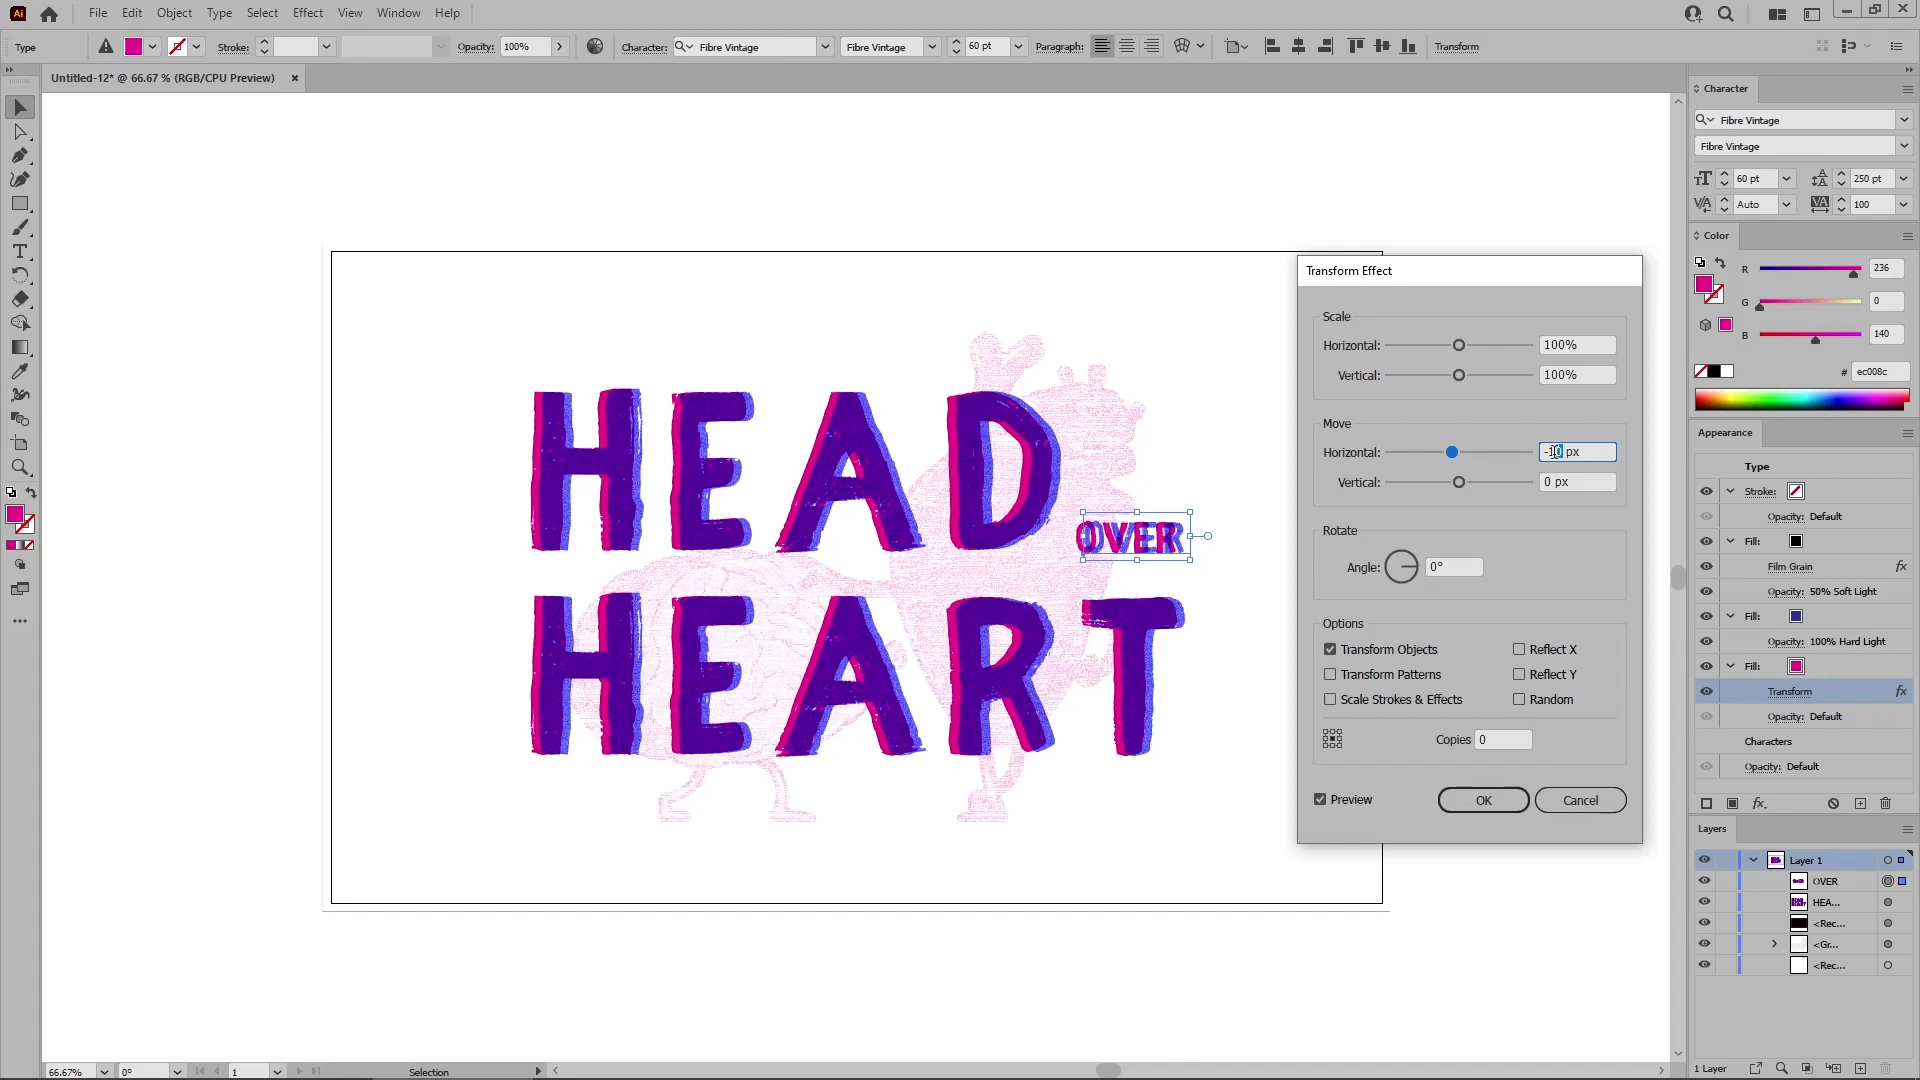 Ai File Edit Object Type Select Effect View Window Help
Type Stroke: Opacity: 100% Character: Fibre Vintage Fibre Vintage 60 pt Paragraph: Transform
Untitled-12* @ 66.67 % (RGB/CPU Preview) ×
HEAD
OVER
HEART
Transform Effect
Scale
Horizontal: 100%
Vertical: 100%
Move
Horizontal: -10 px
Vertical: 0 px
Rotate
Angle: 0°
Options
Transform Objects Reflect X
Transform Patterns Reflect Y
Scale Strokes & Effects Random
Copies 0
Preview OK Cancel
Character
Fibre Vintage
Fibre Vintage
60 pt 250 pt
Auto 100
Color
R 236
G 0
B 140
# ec008c
Appearance
Type
Stroke:
Opacity: Default
Fill:
Film Grain fx
Opacity: 50% Soft Light
Fill:
Opacity: 100% Hard Light
Fill:
Transform fx
Opacity: Default
Characters
Opacity: Default
fx.
Layers
Layer 1
OVER
HEA...
<Rec...
<Gr...
<Rec...
1 Layer
66.67% 0° 1 Selection